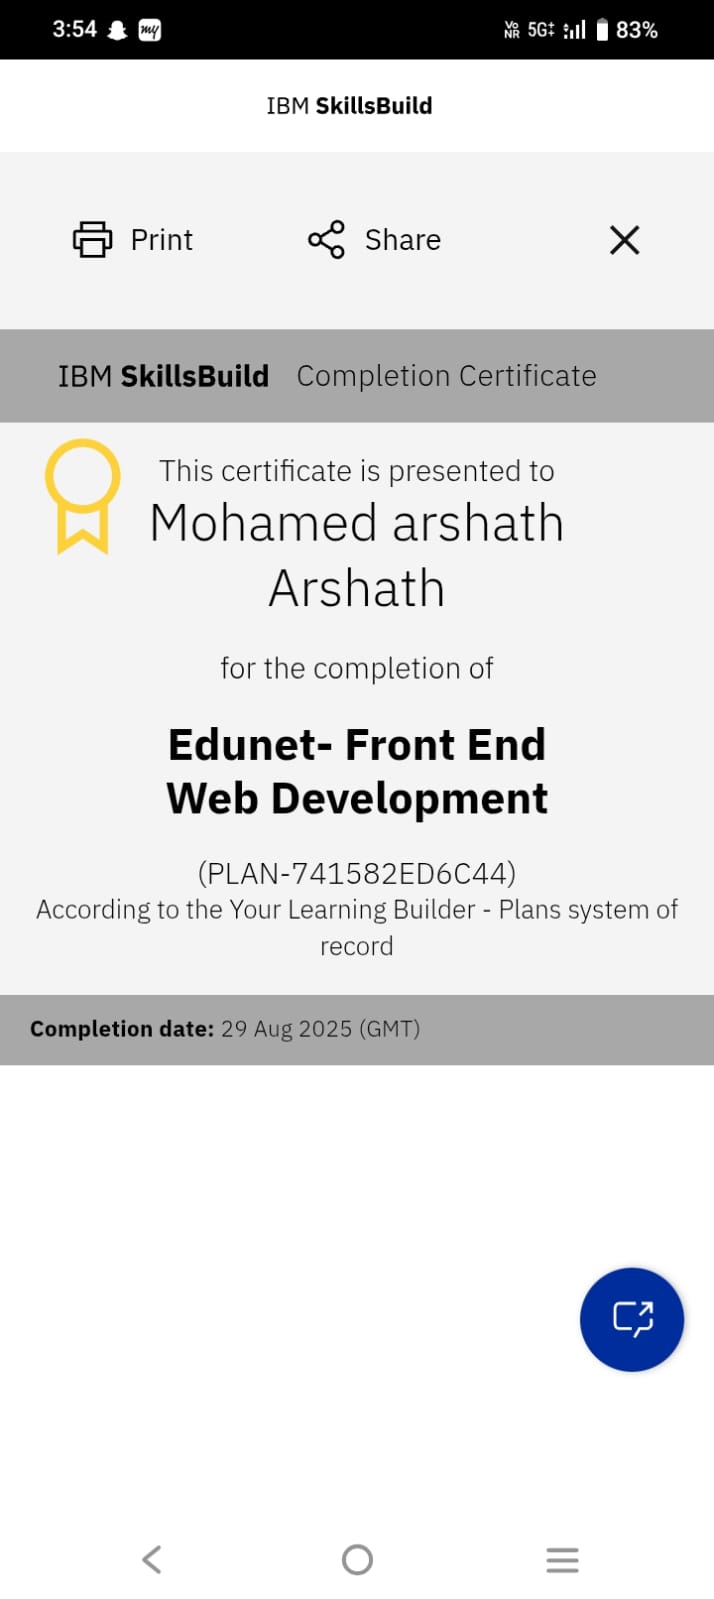 3:54 my Vo NR 5G‡ 83%
IBM SkillsBuild
Print Share
IBM SkillsBuild Completion Certificate
This certificate is presented to
Mohamed arshath
Arshath
for the completion of
Edunet- Front End
Web Development
(PLAN-741582ED6C44)
According to the Your Learning Builder - Plans system of
record
Completion date: 29 Aug 2025 (GMT)